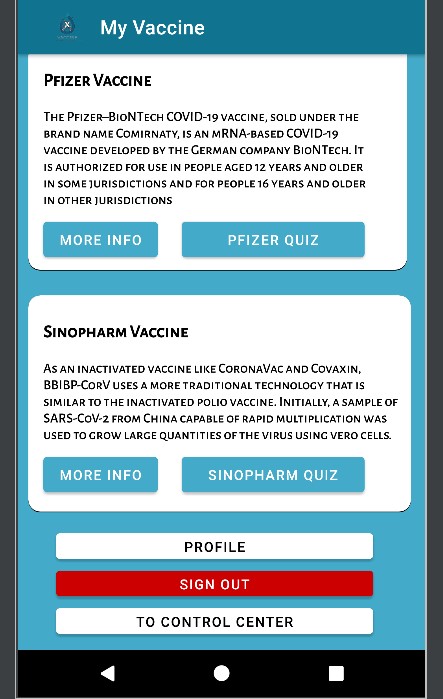 My Vaccine
Pfizer Vaccine
The Pfizer–BioNTech COVID-19 vaccine, sold under the
brand name Comirnaty, is an mRNA-based COVID-19
vaccine developed by the German company BioNTech. It
is authorized for use in people aged 12 years and older
in some jurisdictions and for people 16 years and older
in other jurisdictions
MORE INFO
PFIZER QUIZ
Sinopharm Vaccine
As an inactivated vaccine like CoronaVac and Covaxin,
BBIBP-CorV uses a more traditional technology that is
similar to the inactivated polio vaccine. Initially, a sample of
SARS-CoV-2 from China capable of rapid multiplication was
used to grow large quantities of the virus using vero cells.
MORE INFO
SINOPHARM QUIZ
PROFILE
SIGN OUT
TO CONTROL CENTER